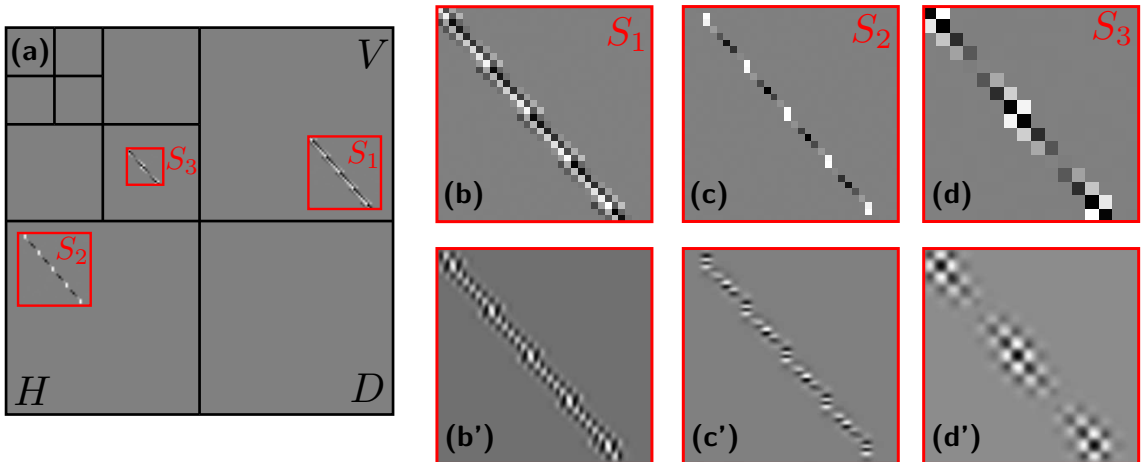 (a)
V
S₃
S₁
S₂
H
D
(b)
S₁
(c)
S₂
(d)
S₃
(b')
(c')
(d')